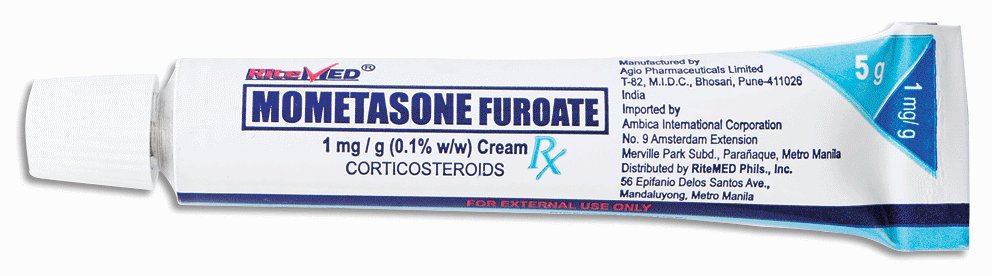 RiteMED®
MOMETASONE FUROATE
1 mg / g (0.1% w/w) Cream
Rx
CORTICOSTEROIDS
FOR EXTERNAL USE ONLY
Manufactured by
Agio Pharmaceuticals Limited
T-82, M.I.D.C., Bhosari, Pune-411026
India
Imported by
Ambica International Corporation
No. 9 Amsterdam Extension
Merville Park Subd., Parañaque, Metro Manila
Distributed by RiteMED Phils., Inc.
56 Epifanio Delos Santos Ave.,
Mandaluyong, Metro Manila
5 g
1 mg/g